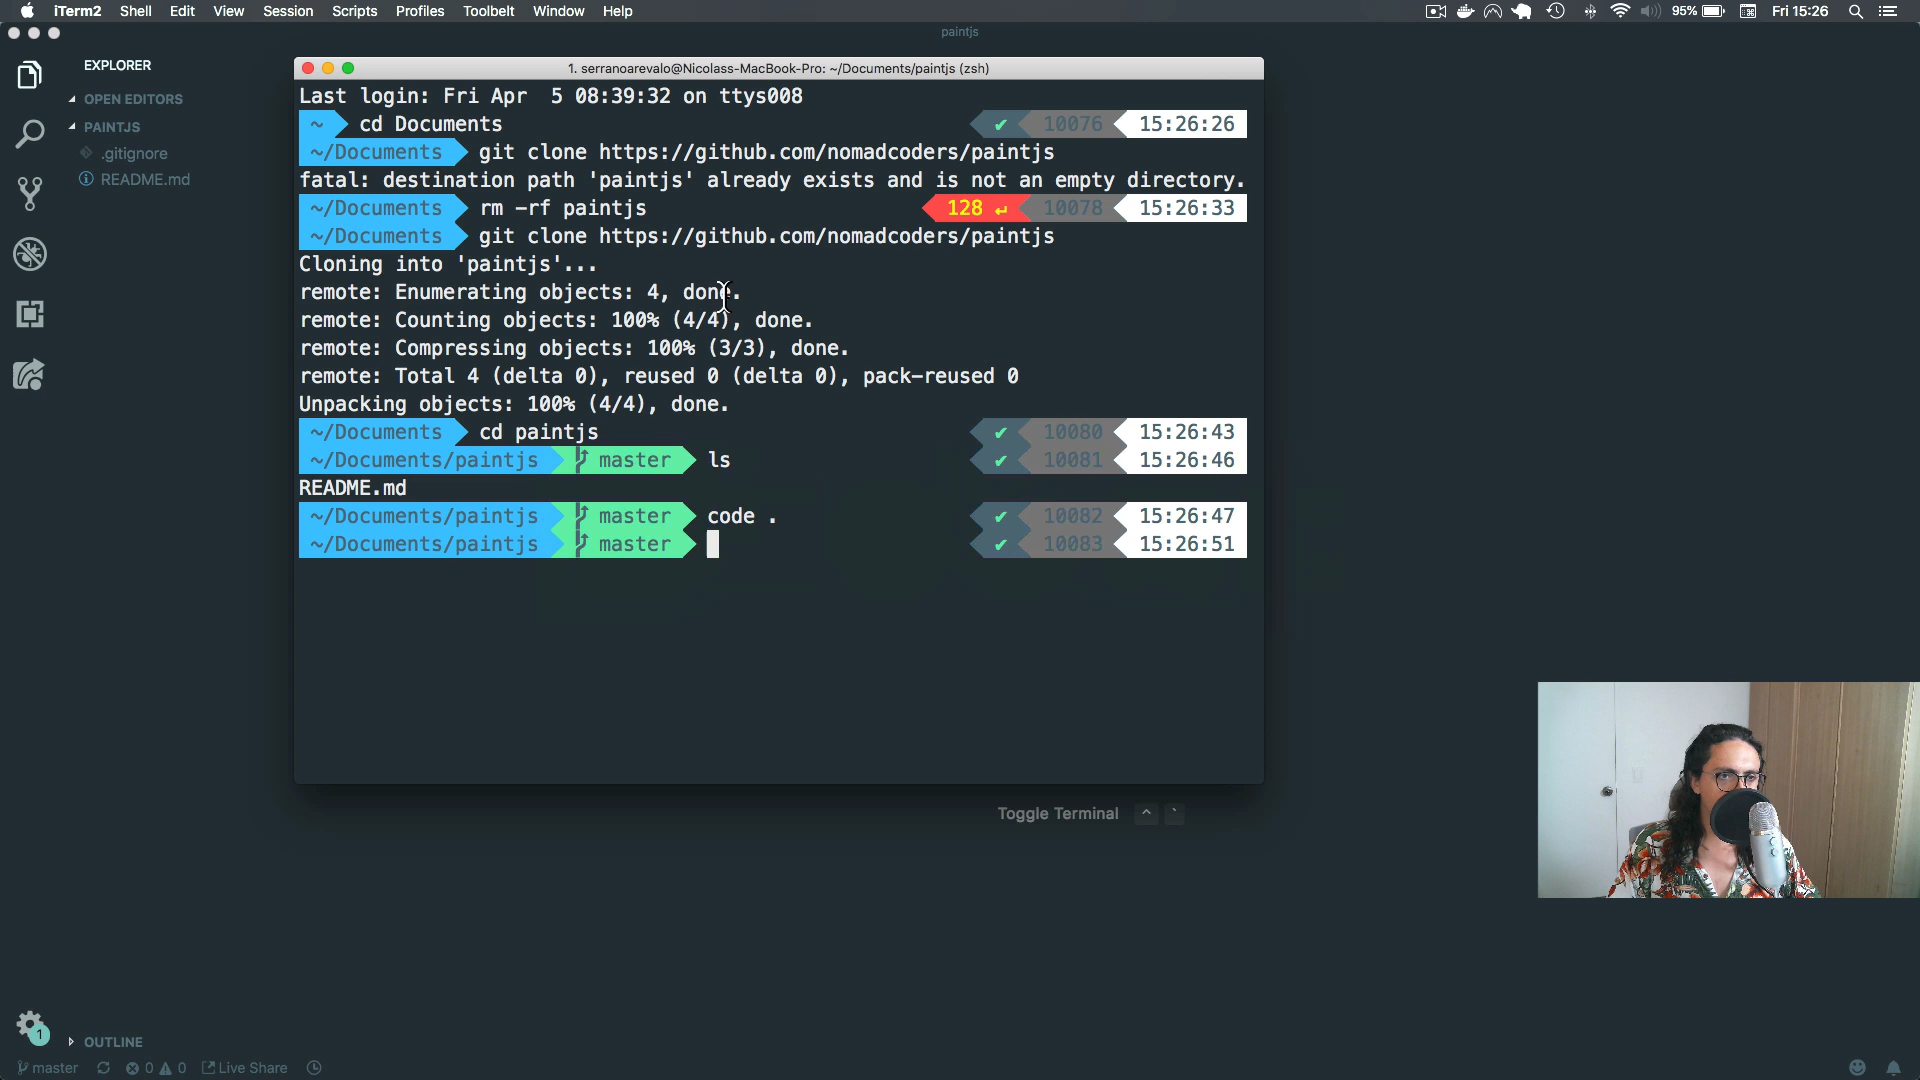 iTerm2 Shell Edit View Session Scripts Profiles Toolbelt Window Help 95% Fri 15:26
paintjs
EXPLORER
OPEN EDITORS
PAINTJS
.gitignore
README.md
1. serranoarevalo@Nicolass-MacBook-Pro: ~/Documents/paintjs (zsh)
Last login: Fri Apr  5 08:39:32 on ttys008
~ cd Documents ✔ 10076 15:26:26
~/Documents git clone https://github.com/nomadcoders/paintjs
fatal: destination path 'paintjs' already exists and is not an empty directory.
~/Documents rm -rf paintjs 128 ↵ 10078 15:26:33
~/Documents git clone https://github.com/nomadcoders/paintjs
Cloning into 'paintjs'...
remote: Enumerating objects: 4, done.
remote: Counting objects: 100% (4/4), done.
remote: Compressing objects: 100% (3/3), done.
remote: Total 4 (delta 0), reused 0 (delta 0), pack-reused 0
Unpacking objects: 100% (4/4), done.
~/Documents cd paintjs ✔ 10080 15:26:43
~/Documents/paintjs master ls ✔ 10081 15:26:46
README.md
~/Documents/paintjs master code . ✔ 10082 15:26:47
~/Documents/paintjs master ✔ 10083 15:26:51
Toggle Terminal ^ `
1
OUTLINE
master 0 0 Live Share